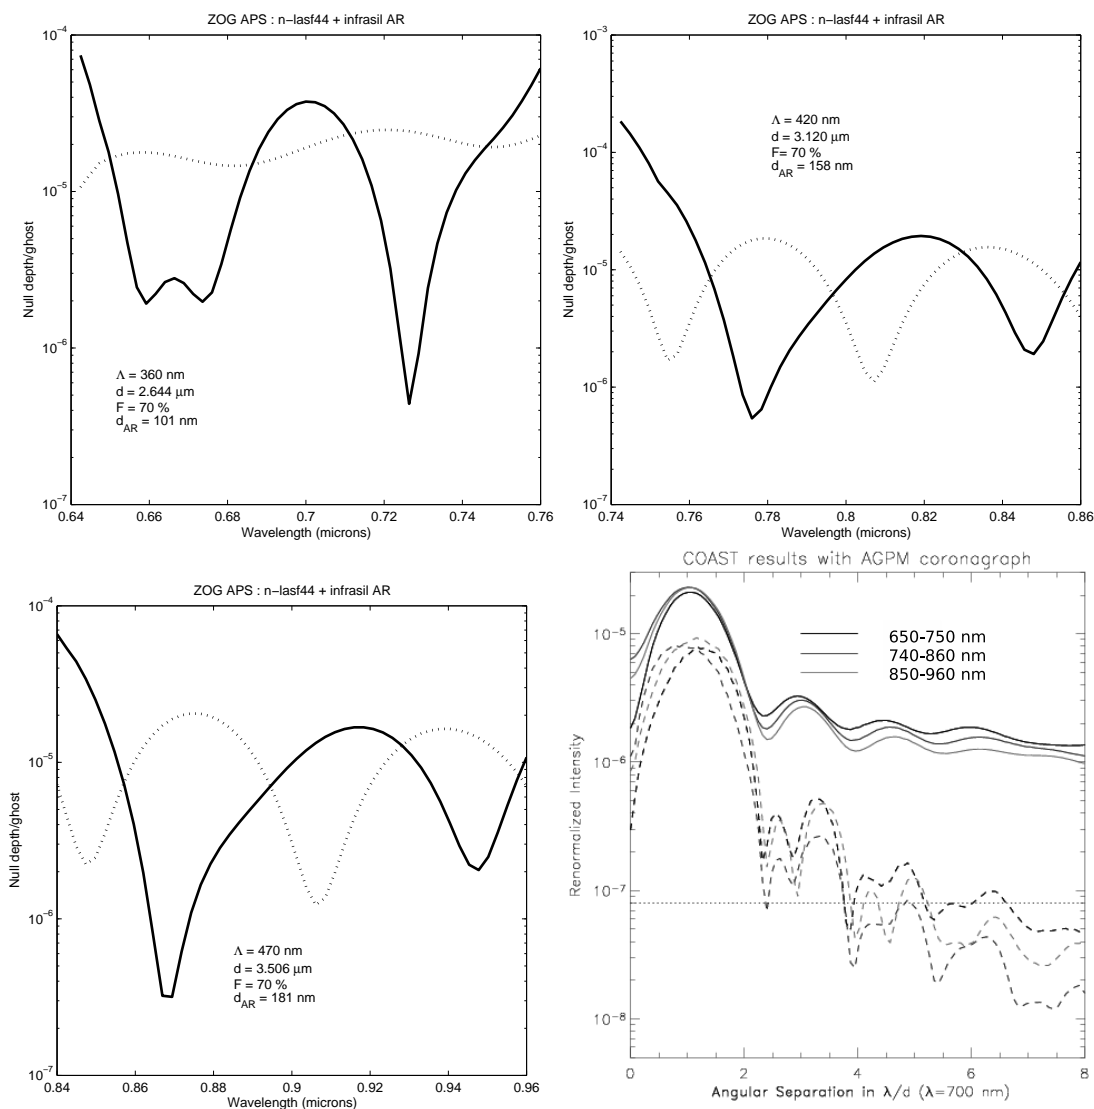 ZOG APS : n-lasf44 + infrasil AR
10-4
10-5
10-6
10-7
Null depth/ghost
Λ = 360 nm
d = 2.644 μm
F = 70 %
dAR = 101 nm
0.64 0.66 0.68 0.7 0.72 0.74 0.76
Wavelength (microns)
ZOG APS : n-lasf44 + infrasil AR
10-3
10-4
10-5
10-6
10-7
Null depth/ghost
Λ = 420 nm
d = 3.120 μm
F= 70 %
dAR = 158 nm
0.74 0.76 0.78 0.8 0.82 0.84 0.86
Wavelength (microns)
ZOG APS : n-lasf44 + infrasil AR
10-4
10-5
10-6
10-7
Null depth/ghost
Λ = 470 nm
d = 3.506 μm
F = 70 %
dAR = 181 nm
0.84 0.86 0.88 0.9 0.92 0.94 0.96
Wavelength (microns)
COAST results with AGPM coronagraph
10-5
10-6
10-7
10-8
Renormalized Intensity
650-750 nm
740-860 nm
850-960 nm
0 2 4 6 8
Angular Separation in λ/d (λ=700 nm)